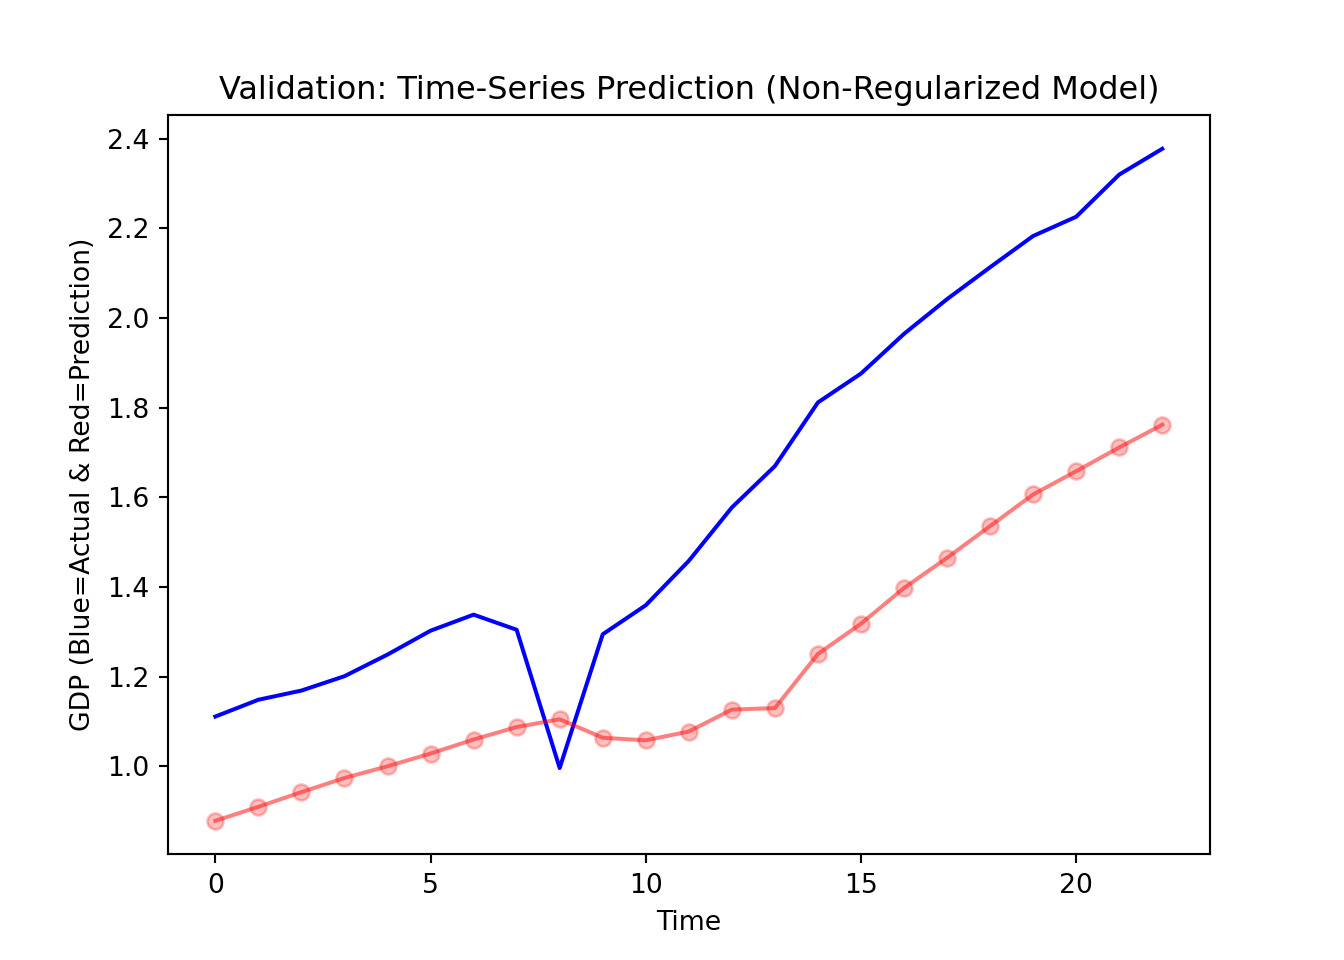 Validation: Time-Series Prediction (Non-Regularized Model)
GDP (Blue=Actual & Red=Prediction)
2.4
2.2
2.0
1.8
1.6
1.4
1.2
1.0
0 5 10 15 20
Time